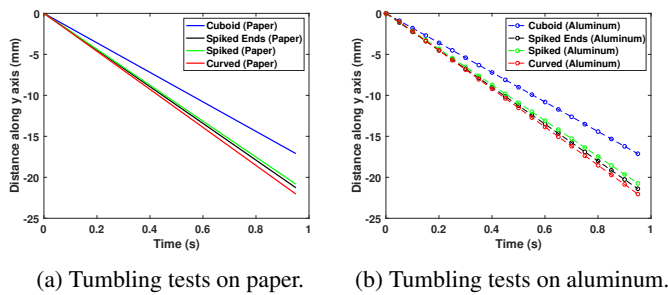 Distance along y axis (mm)
0
-5
-10
-15
-20
-25
0
0.2
0.4
0.6
0.8
1
Time (s)
Cuboid (Paper)
Spiked Ends (Paper)
Spiked (Paper)
Curved (Paper)
(a) Tumbling tests on paper.
Distance along y axis (mm)
0
-5
-10
-15
-20
-25
0
0.2
0.4
0.6
0.8
1
Time (s)
Cuboid (Aluminum)
Spiked Ends (Aluminum)
Spiked (Aluminum)
Curved (Aluminum)
(b) Tumbling tests on aluminum.